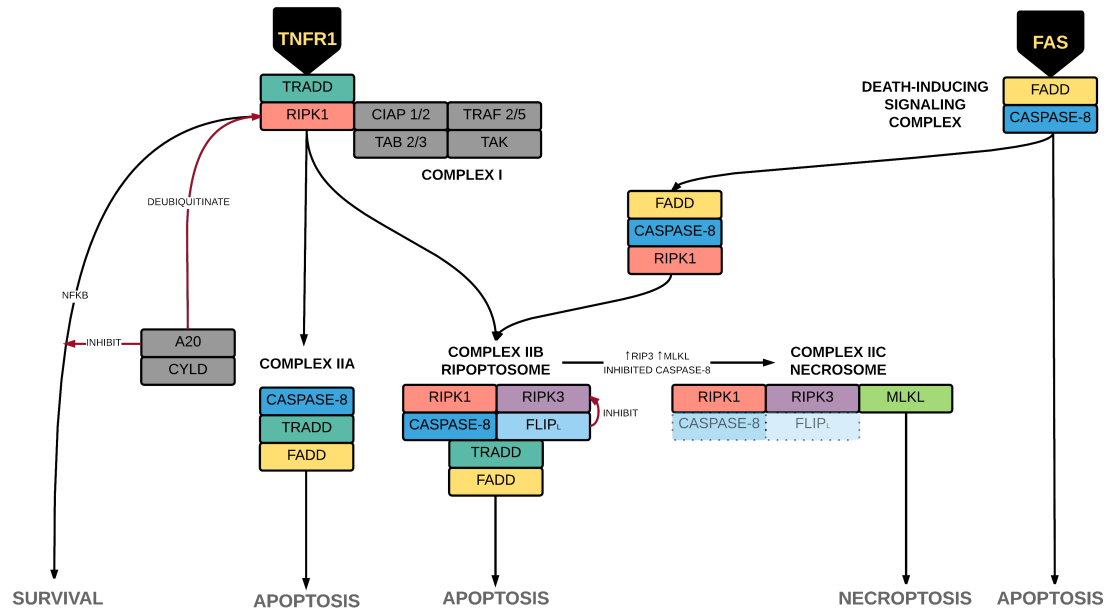 TNFR1
TRADD
RIPK1
CIAP 1/2
TRAF 2/5
TAB 2/3
TAK
COMPLEX I
FAS
DEATH-INDUCING
SIGNALING
COMPLEX
FADD
CASPASE-8
FADD
CASPASE-8
RIPK1
DEUBIQUITINATE
NFKB
INHIBIT
A20
CYLD
COMPLEX IIA
CASPASE-8
TRADD
FADD
COMPLEX IIB
RIPOPTOSOME
RIPK1
RIPK3
CASPASE-8
FLIPL
TRADD
FADD
INHIBIT
↑RIP3 ↑MLKL
INHIBITED CASPASE-8
COMPLEX IIC
NECROSOME
RIPK1
RIPK3
MLKL
CASPASE-8
FLIPL
SURVIVAL
APOPTOSIS
APOPTOSIS
NECROPTOSIS
APOPTOSIS